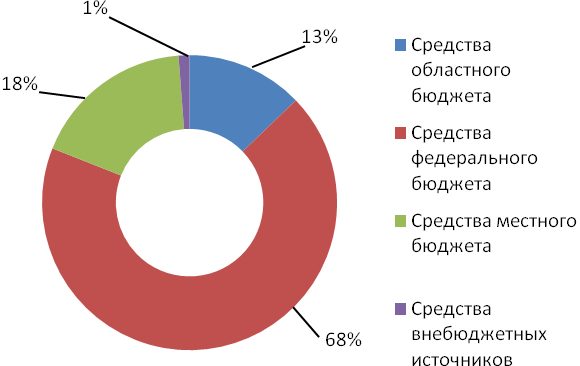 1%
13%
18%
68%
Средства
областного
бюджета
Средства
федерального
бюджета
Средства местного
бюджета
Средства
внебюджетных
источников